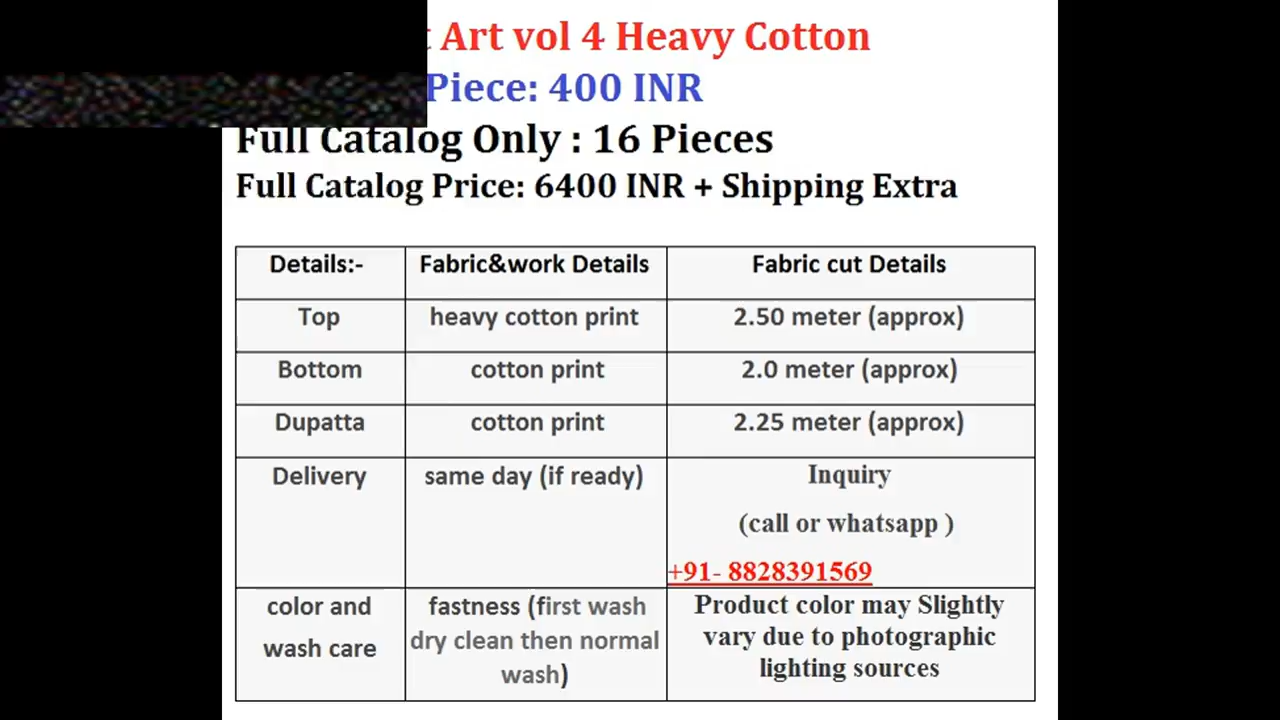 Art vol 4 Heavy Cotton
Piece: 400 INR
Full Catalog Only : 16 Pieces
Full Catalog Price: 6400 INR + Shipping Extra
Details:- Fabric&work Details Fabric cut Details
Top heavy cotton print 2.50 meter (approx)
Bottom cotton print 2.0 meter (approx)
Dupatta cotton print 2.25 meter (approx)
Delivery same day (if ready) Inquiry
(call or whatsapp )
+91- 8828391569
color and fastness (first wash Product color may Slightly
wash care dry clean then normal vary due to photographic
wash) lighting sources